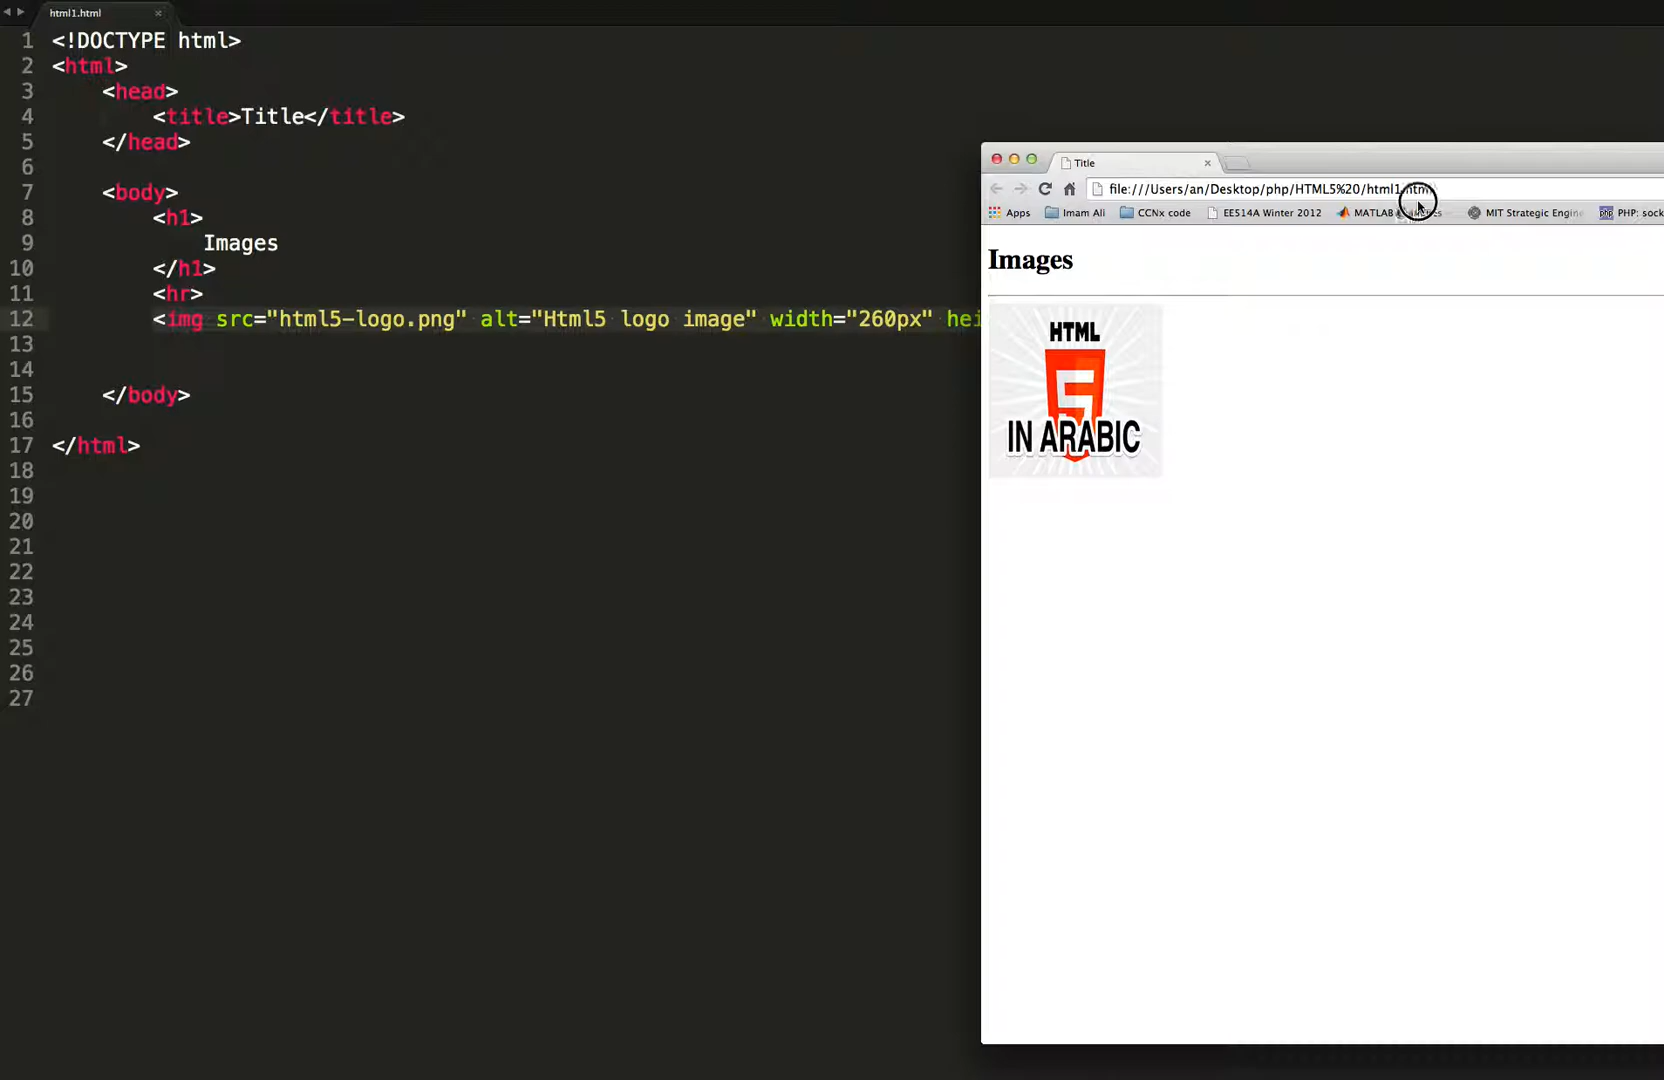 html1.html
1 <!DOCTYPE html>
2 <html>
3 <head>
4 <title>Title</title>
5 </head>
6
7 <body>
8 <h1>
9 Images
10 </h1>
11 <hr>
12 <img src="html5-logo.png" alt="Html5 logo image" width="260px" hei
13
14
15 </body>
16
17 </html>
18
19
20
21
22
23
24
25
26
27
Title
file:///Users/an/Desktop/php/HTML5%20/html1.htm
Apps Imam Ali CCNx code EE514A Winter 2012 MATLAB MIT Strategic Engin PHP: sock
Images
HTML
5
IN ARABIC